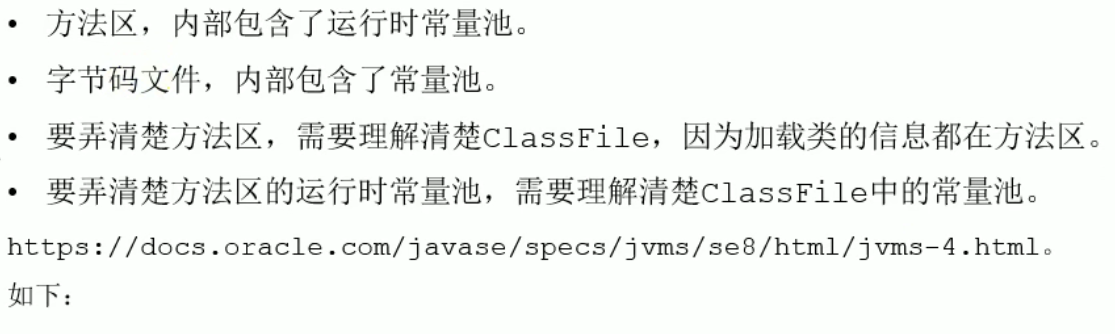 • 方法区，内部包含了运行时常量池。
• 字节码文件，内部包含了常量池。
• 要弄清楚方法区，需要理解清楚ClassFile，因为加载类的信息都在方法区。
• 要弄清楚方法区的运行时常量池，需要理解清楚ClassFile中的常量池。
https://docs.oracle.com/javase/specs/jvms/se8/html/jvms-4.html。
如下：